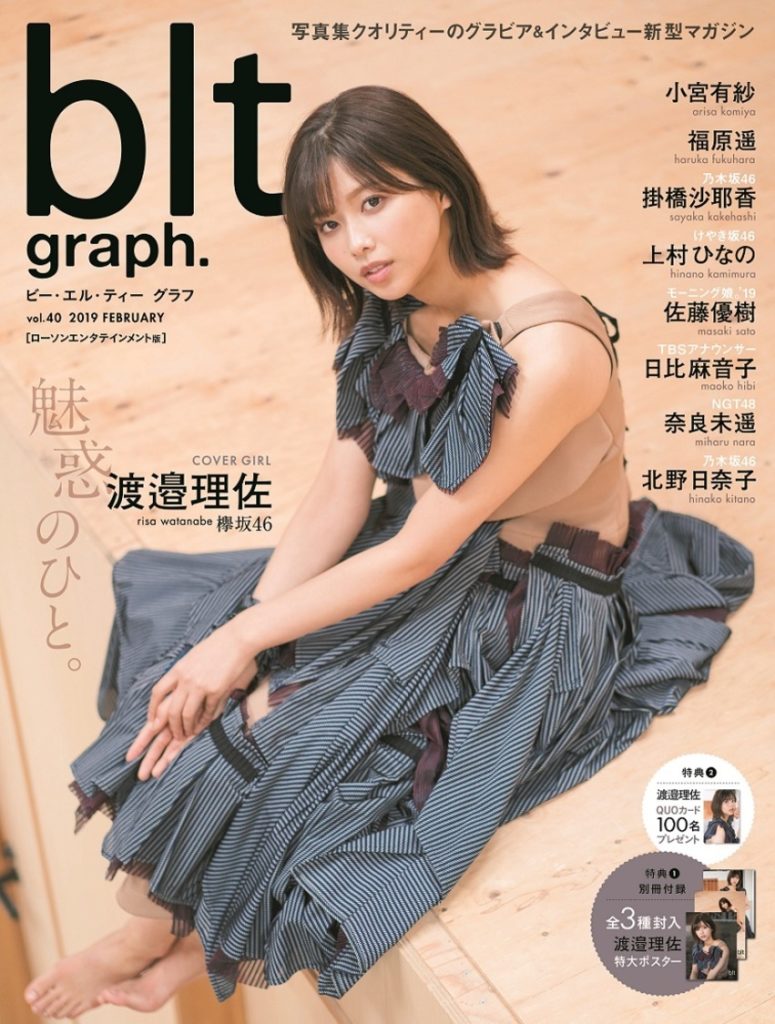 写真集クオリティーのグラビア&インタビュー新型マガジン
blt
graph.
ビー・エル・ティー グラフ
vol.40 2019 FEBRUARY
[ローソンエンタテインメント版]
小宮有紗
arisa komiya
福原遥
haruka fukuhara
乃木坂46
掛橋沙耶香
sayaka kakehashi
けやき坂46
上村ひなの
hinano kamimura
モーニング娘。'19
佐藤優樹
masaki sato
TBSアナウンサー
日比麻音子
maoko hibi
NGT48
奈良未遥
miharu nara
乃木坂46
北野日奈子
hinako kitano
魅惑のひと。
COVER GIRL
渡邉理佐
risa watanabe 欅坂46
特典❷
渡邉理佐
QUOカード
100名
プレゼント
特典❶
別冊付録
全3種封入
渡邉理佐
特大ポスター
blt